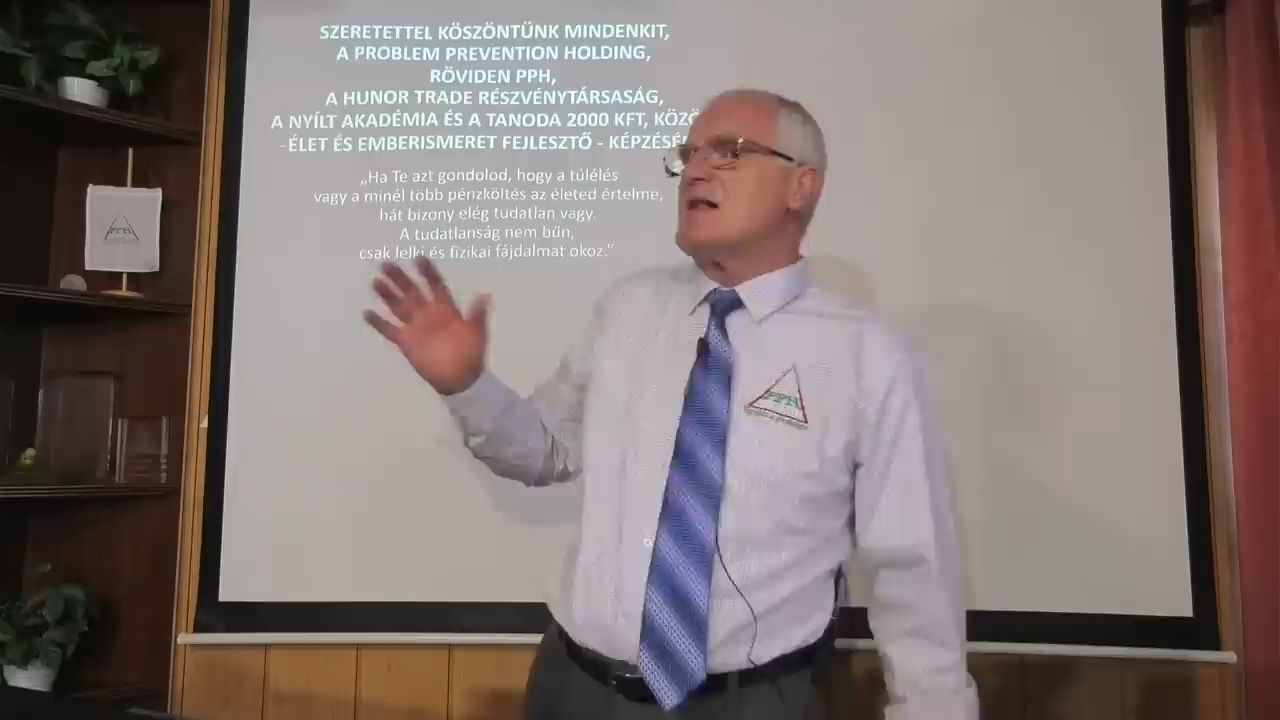 SZERETETTEL KÖSZÖNTÜNK MINDENKIT,
A PROBLEM PREVENTION HOLDING,
RÖVIDEN PPH,
A HUNOR TRADE RÉSZVÉNYTÁRSASÁG,
A NYÍLT AKADÉMIA ÉS A TANODA 2000 KFT, KÖZÖ
-ÉLET ÉS EMBERISMERET FEJLESZTŐ - KÉPZÉSÉ
„Ha Te azt gondolod, hogy a túlélés
vagy a minél több pénzköltés az életed értelme,
hát bizony elég tudatlan vagy.
A tudatlanság nem bűn,
csak lelki és fizikai fájdalmat okoz."
PPH
PPH